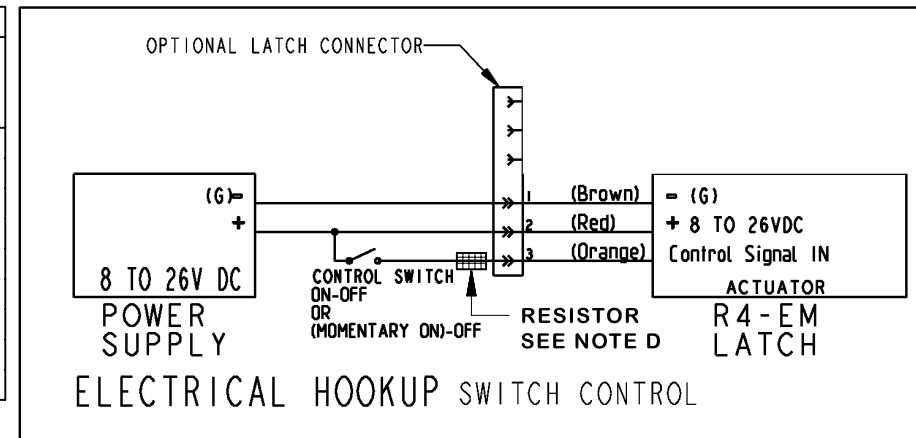 OPTIONAL LATCH CONNECTOR
(G)-
+
8 TO 26V DC
POWER
SUPPLY
CONTROL SWITCH
ON-OFF
OR
(MOMENTARY ON)-OFF
1 (Brown)
2 (Red)
3 (Orange)
- (G)
+ 8 TO 26VDC
Control Signal IN
ACTUATOR
R4-EM
LATCH
RESISTOR
SEE NOTE D
ELECTRICAL HOOKUP SWITCH CONTROL